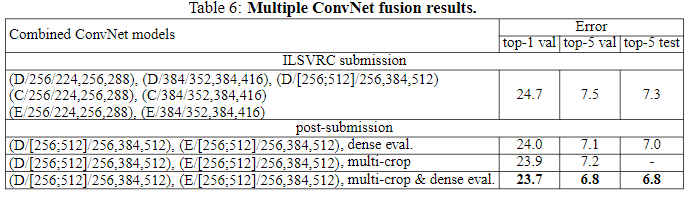 Table 6: Multiple ConvNet fusion results.
Combined ConvNet models
Error
top-1 val top-5 val top-5 test
ILSVRC submission
(D/256/224,256,288), (D/384/352,384,416), (D/[256;512]/256,384,512)
(C/256/224,256,288), (C/384/352,384,416)
(E/256/224,256,288), (E/384/352,384,416)
24.7 7.5 7.3
post-submission
(D/[256;512]/256,384,512), (E/[256;512]/256,384,512), dense eval. 24.0 7.1 7.0
(D/[256;512]/256,384,512), (E/[256;512]/256,384,512), multi-crop 23.9 7.2 -
(D/[256;512]/256,384,512), (E/[256;512]/256,384,512), multi-crop & dense eval. 23.7 6.8 6.8